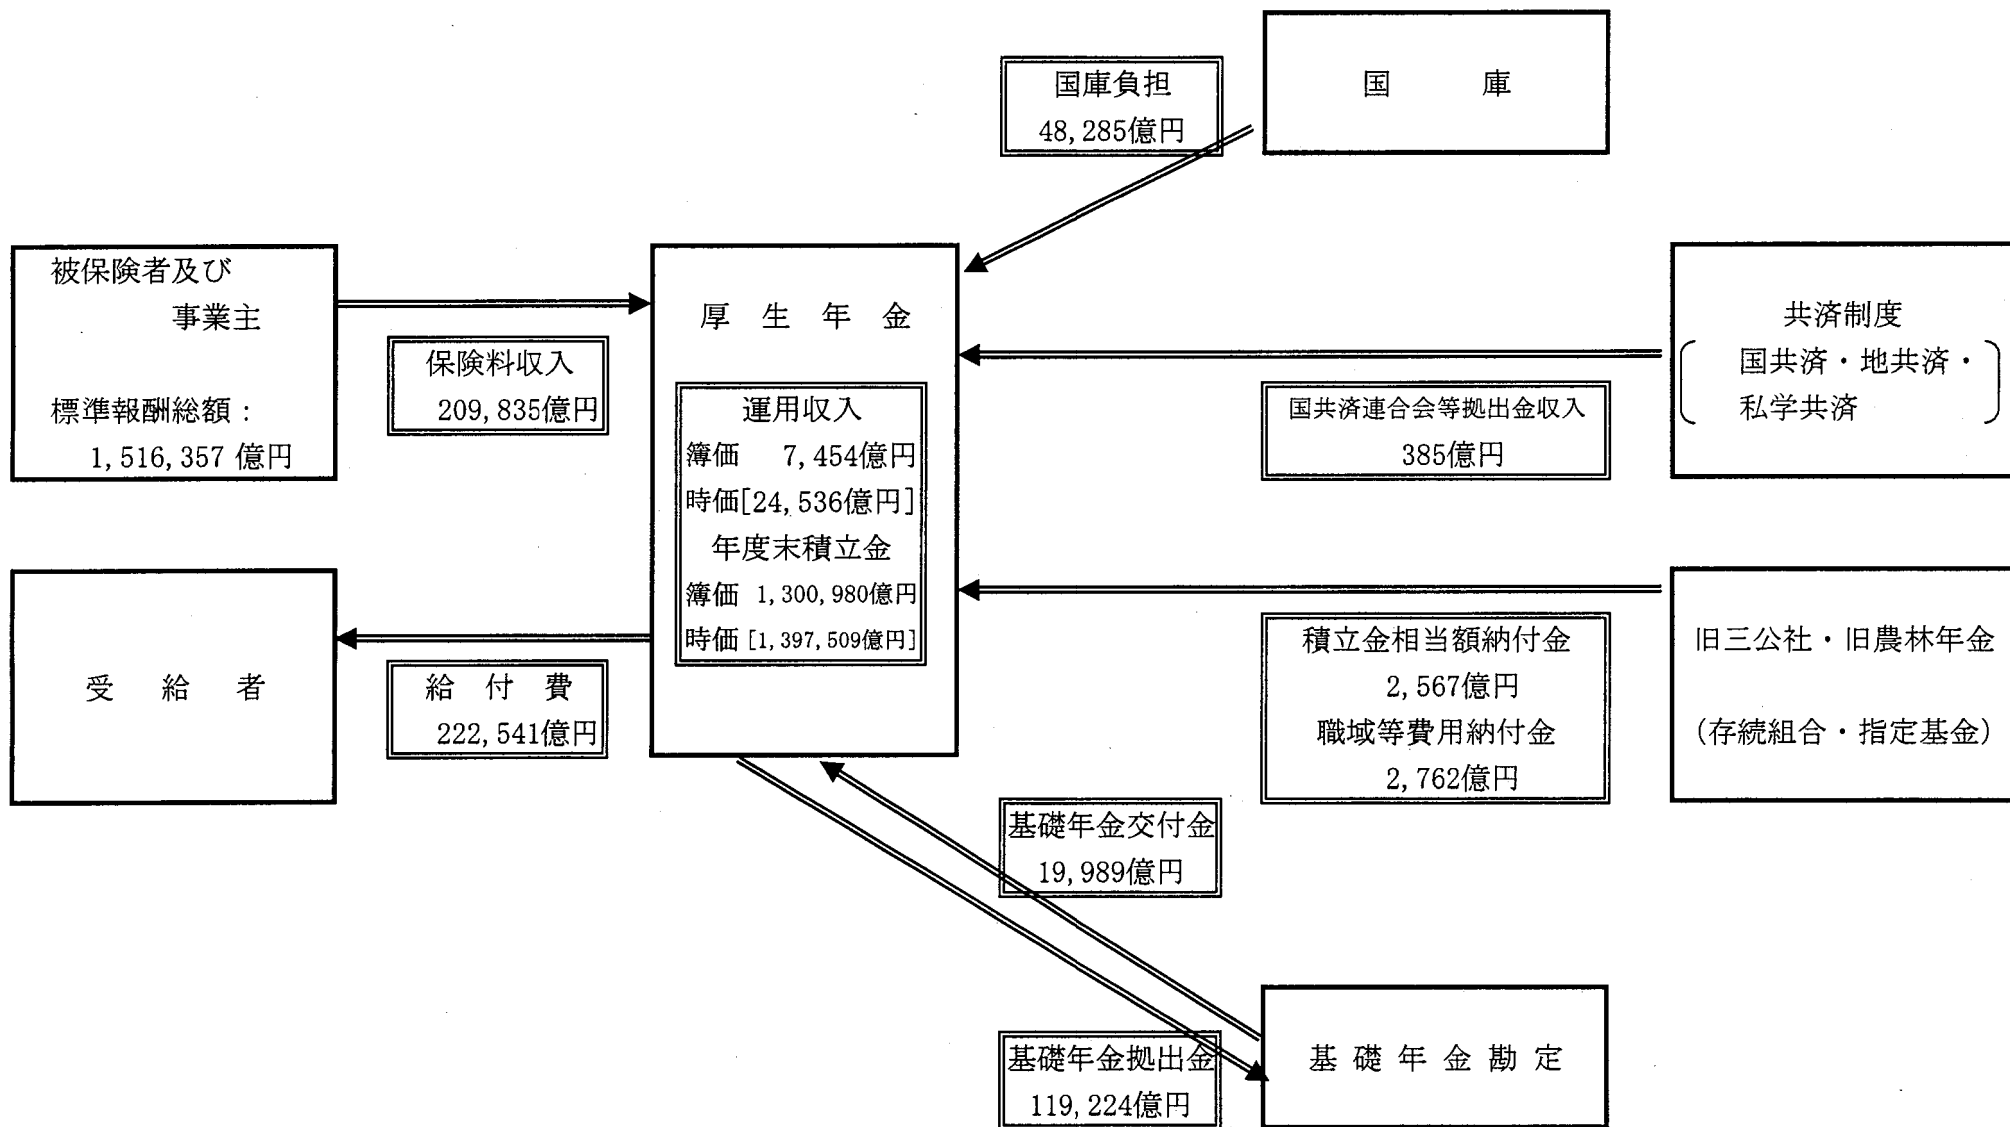 国庫負担
48,285億円
国 庫
被保険者及び
事業主
標準報酬総額：
1,516,357 億円
保険料収入
209,835億円
厚 生 年 金
運用収入
簿価 7,454億円
時価[24,536億円]
年度末積立金
簿価 1,300,980億円
時価[1,397,509億円]
共済制度
国共済・地共済・
私学共済
国共済連合会等拠出金収入
385億円
受 給 者
給 付 費
222,541億円
積立金相当額納付金
2,567億円
職域等費用納付金
2,762億円
旧三公社・旧農林年金
(存続組合・指定基金)
基礎年金交付金
19,989億円
基礎年金拠出金
119,224億円
基 礎 年 金 勘 定